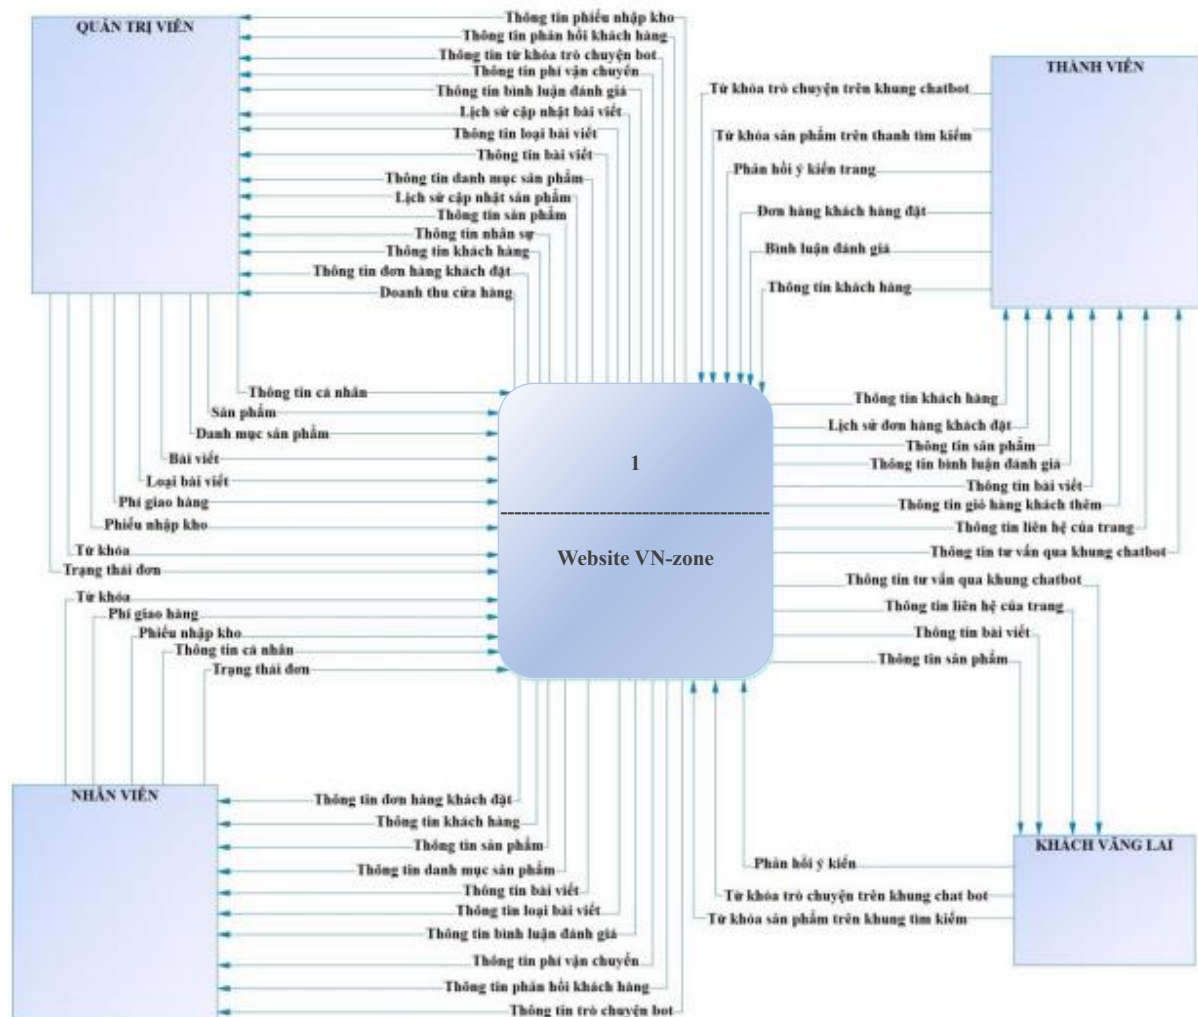 QUẢN TRỊ VIÊN
Thông tin phiếu nhập kho
Thông tin phản hồi khách hàng
Thông tin từ khóa trò chuyện bot
Thông tin phí vận chuyển
Thông tin bình luận đánh giá
Lịch sử cập nhật bài viết
Thông tin loại bài viết
Thông tin bài viết
Thông tin danh mục sản phẩm
Lịch sử cập nhật sản phẩm
Thông tin sản phẩm
Thông tin nhân sự
Thông tin khách hàng
Thông tin đơn hàng khách đặt
Doanh thu cửa hàng
THÀNH VIÊN
Từ khóa trò chuyện trên khung chatbot
Từ khóa sản phẩm trên thanh tìm kiếm
Phản hồi ý kiến trang
Đơn hàng khách hàng đặt
Bình luận đánh giá
Thông tin khách hàng
Thông tin cá nhân
Sản phẩm
Danh mục sản phẩm
Bài viết
Loại bài viết
Phí giao hàng
Phiếu nhập kho
Từ khóa
Trạng thái đơn
1
Website VN-zone
Thông tin khách hàng
Lịch sử đơn hàng khách đặt
Thông tin sản phẩm
Thông tin bình luận đánh giá
Thông tin bài viết
Thông tin giỏ hàng khách thêm
Thông tin liên hệ của trang
Thông tin tư vấn qua khung chatbot
Từ khóa
Phí giao hàng
Phiếu nhập kho
Thông tin cá nhân
Trạng thái đơn
Thông tin tư vấn qua khung chatbot
Thông tin liên hệ của trang
Thông tin bài viết
Thông tin sản phẩm
NHÂN VIÊN
Thông tin đơn hàng khách đặt
Thông tin khách hàng
Thông tin sản phẩm
Thông tin danh mục sản phẩm
Thông tin bài viết
Thông tin loại bài viết
Thông tin bình luận đánh giá
Thông tin phí vận chuyển
Thông tin phản hồi khách hàng
Thông tin trò chuyện bot
KHÁCH VÃNG LAI
Phản hồi ý kiến
Từ khóa trò chuyện trên khung chat bot
Từ khóa sản phẩm trên khung tìm kiếm